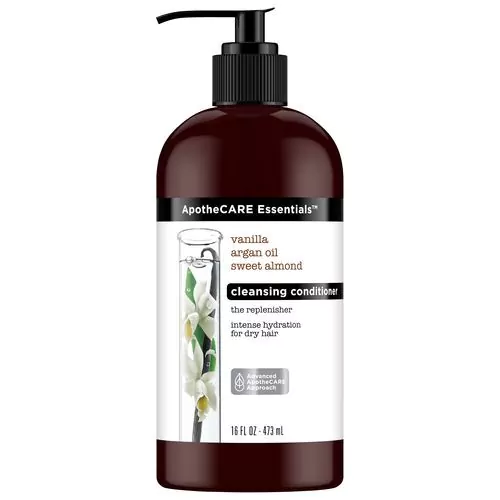 ApotheCARE Essentials™
vanilla
argan oil
sweet almond
cleansing conditioner
the replenisher
intense hydration
for dry hair
Advanced
ApotheCARE
Approach
16 FL OZ - 473 mL